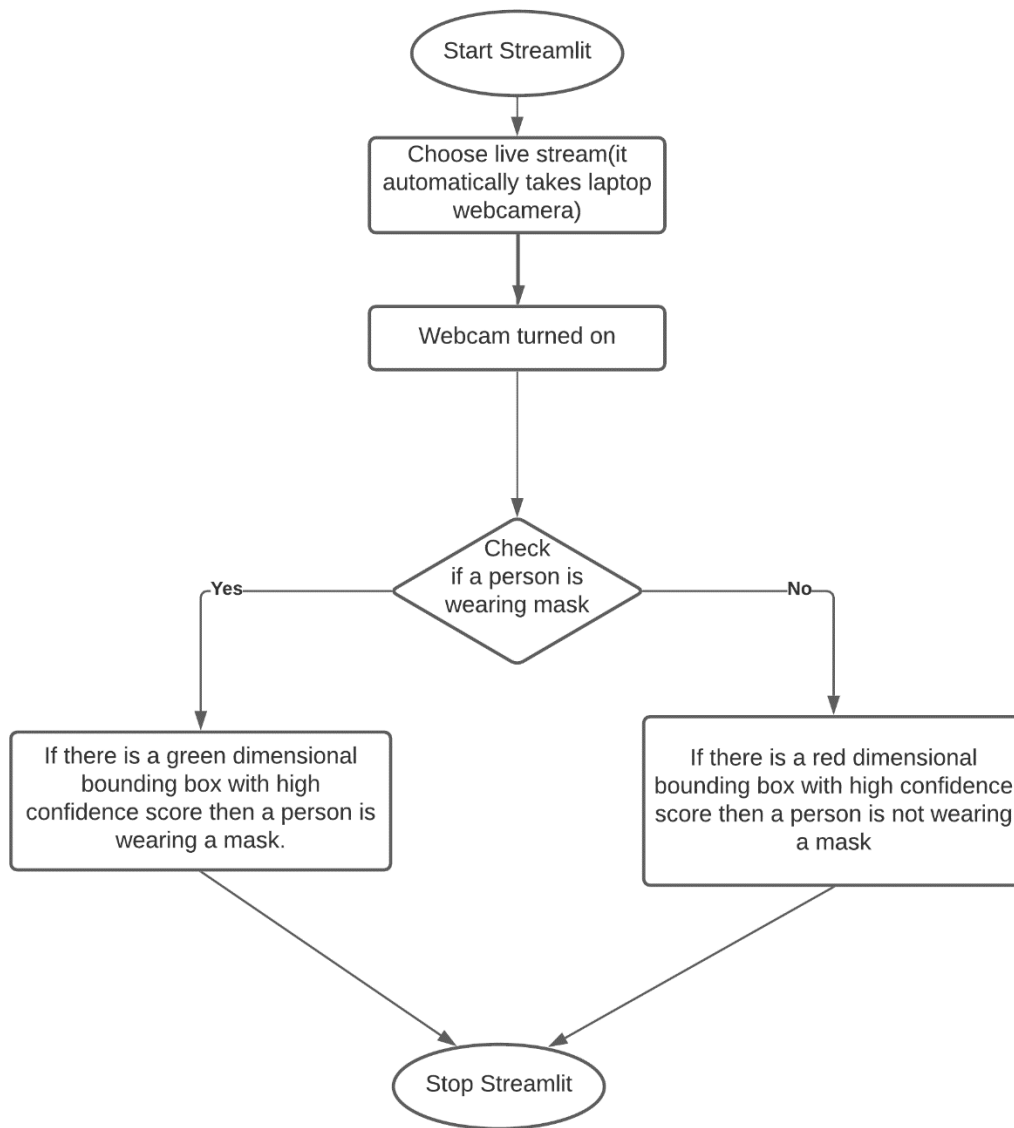 Start Streamlit
Choose live stream(it
automatically takes laptop
webcamera)
Webcam turned on
Check
if a person is
wearing mask
Yes
No
If there is a green dimensional
bounding box with high
confidence score then a person is
wearing a mask.
If there is a red dimensional
bounding box with high confidence
score then a person is not wearing
a mask
Stop Streamlit